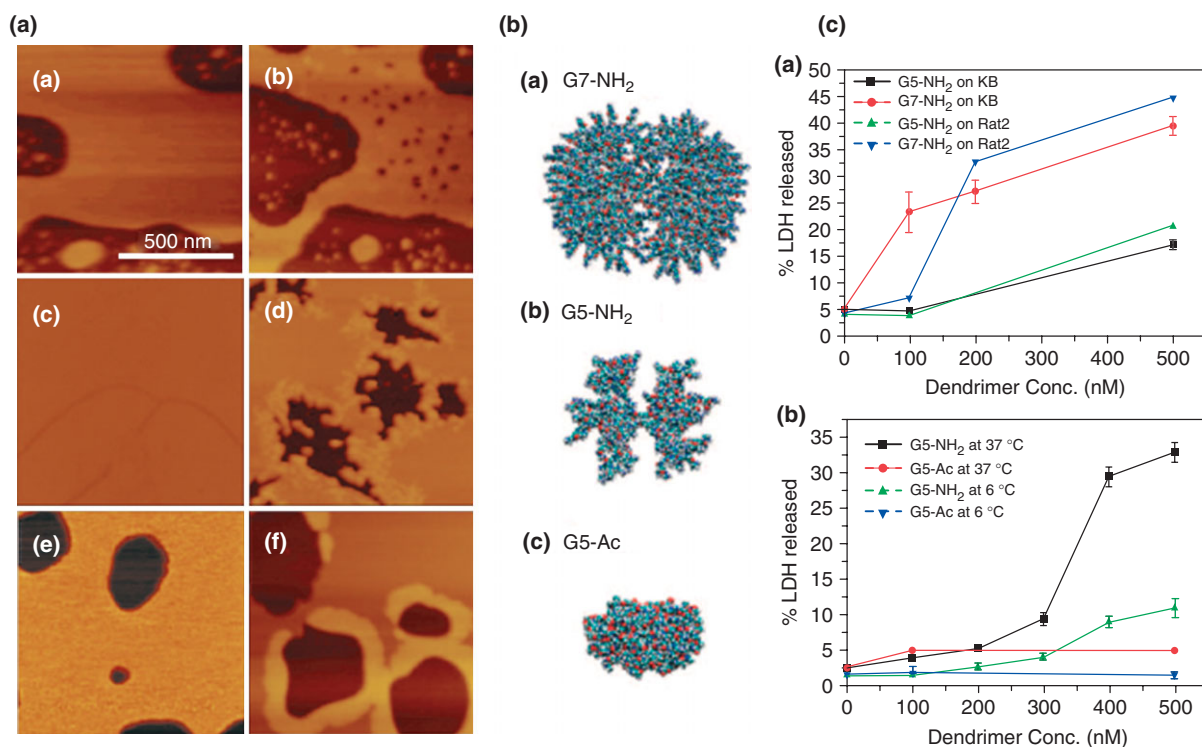 (a)
(a)
(b)
500 nm
(c)
(d)
(e)
(f)
(b)
(a) G7-NH₂
(b) G5-NH₂
(c) G5-Ac
(c)
(a)
% LDH released
50
45
40
35
30
25
20
15
10
5
0
G5-NH₂ on KB
G7-NH₂ on KB
G5-NH₂ on Rat2
G7-NH₂ on Rat2
0 100 200 300 400 500
Dendrimer Conc. (nM)
(b)
% LDH released
35
30
25
20
15
10
5
0
G5-NH₂ at 37 °C
G5-Ac at 37 °C
G5-NH₂ at 6 °C
G5-Ac at 6 °C
0 100 200 300 400 500
Dendrimer Conc. (nM)